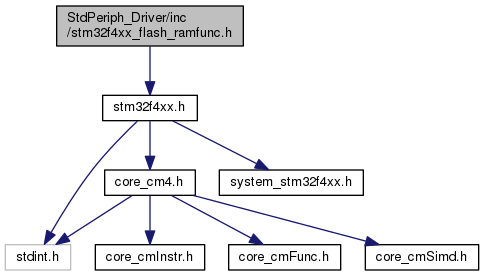 StdPeriph_Driver/inc
/stm32f4xx_flash_ramfunc.h
stm32f4xx.h
core_cm4.h
system_stm32f4xx.h
stdint.h
core_cmInstr.h
core_cmFunc.h
core_cmSimd.h